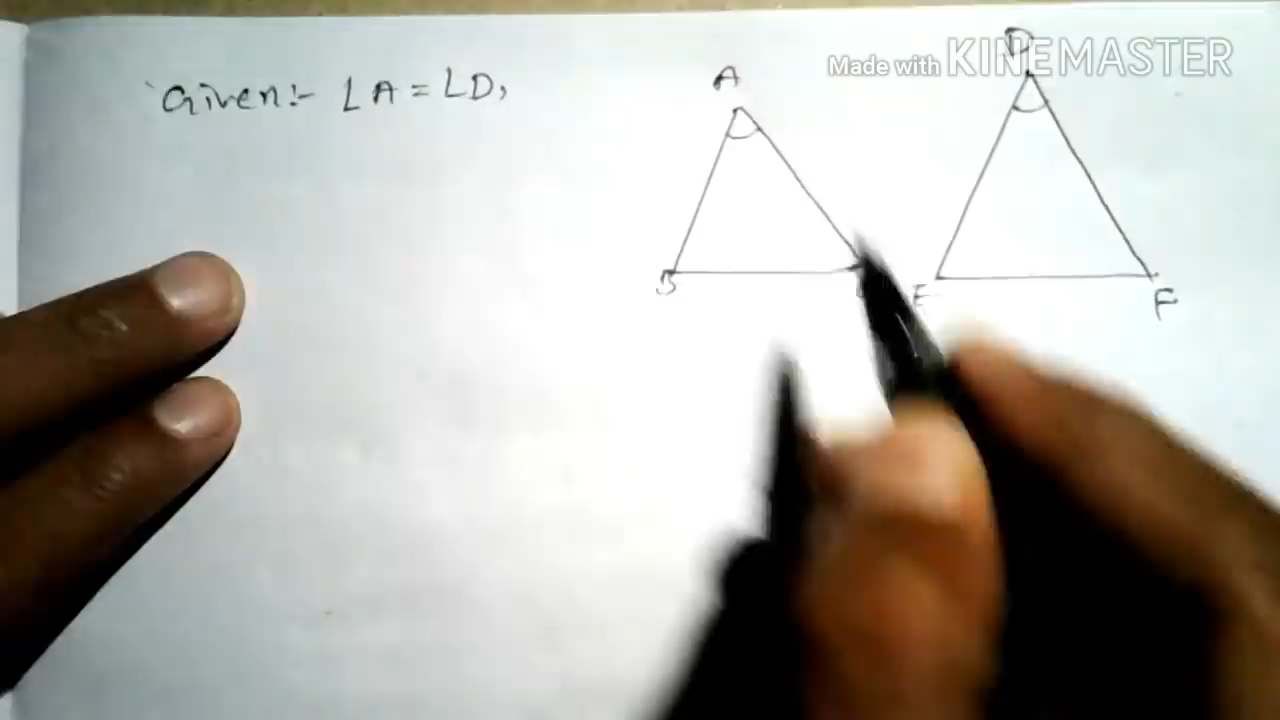 Given:- ∠A = ∠D,
A
D
B
E
F
Made with KINEMASTER